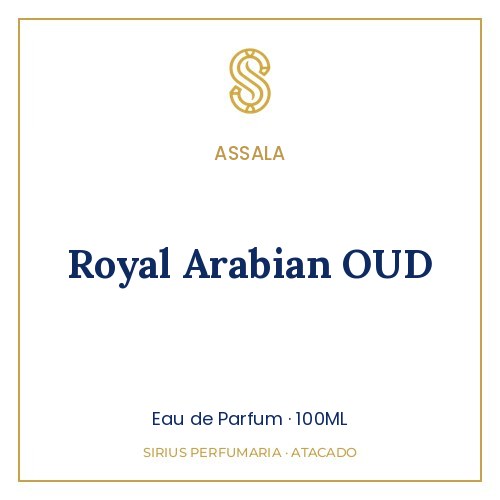 ASSALA
Royal Arabian OUD
Eau de Parfum · 100ML
SIRIUS PERFUMARIA · ATACADO